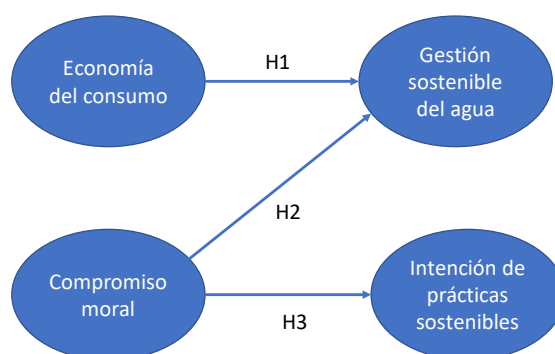 Economía
del consumo
H1
Gestión
sostenible
del agua
H2
Compromiso
moral
H3
Intención de
prácticas
sostenibles